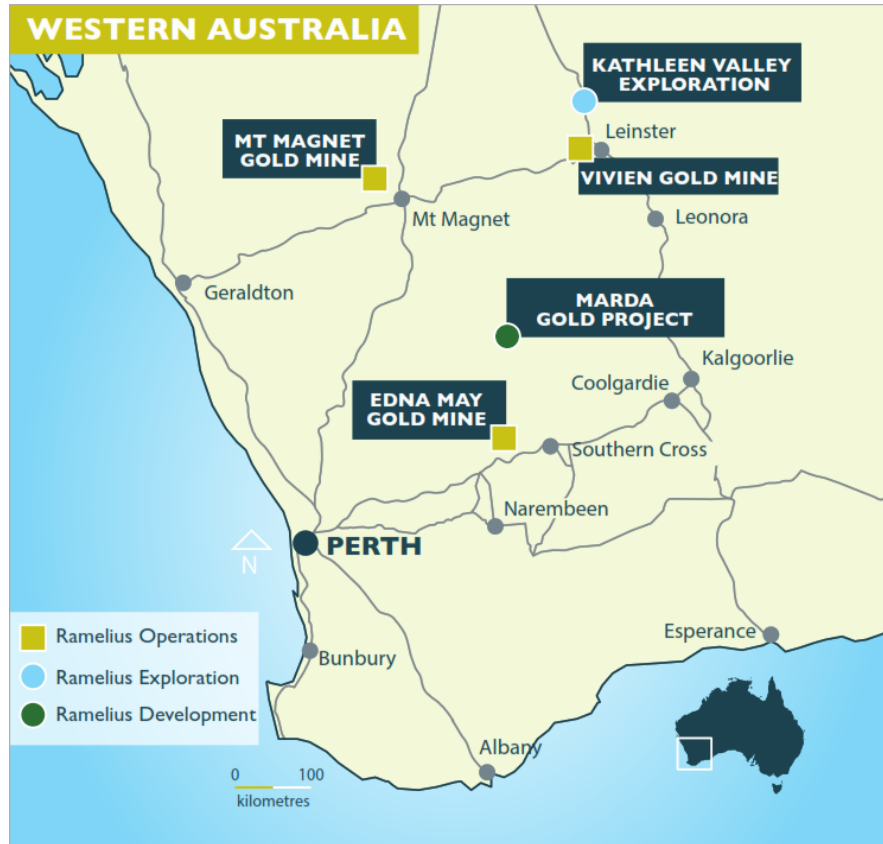 WESTERN AUSTRALIA
KATHLEEN VALLEY
EXPLORATION
MT MAGNET
GOLD MINE
Leinster
VIVIEN GOLD MINE
Mt Magnet
Leonora
Geraldton
MARDA
GOLD PROJECT
Kalgoorlie
Coolgardie
EDNA MAY
GOLD MINE
Southern Cross
Narembeen
PERTH
N
Ramelius Operations
Ramelius Exploration
Ramelius Development
Bunbury
Esperance
Albany
0 100
kilometres